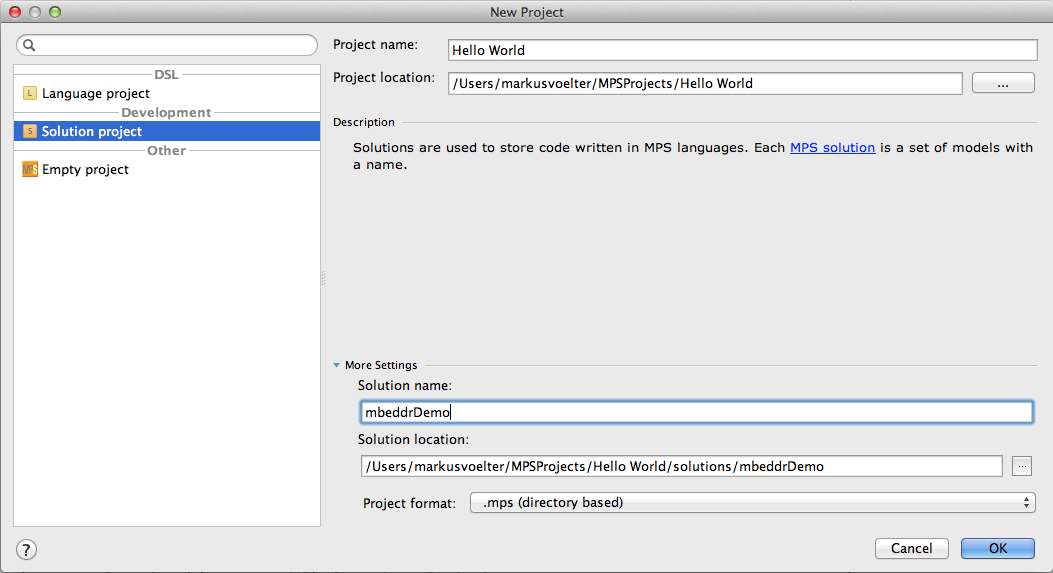 New Project
DSL
L Language project
Development
S Solution project
Other
MPS Empty project
Project name: Hello World
Project location: /Users/markusvoelter/MPSProjects/Hello World ...
Description
Solutions are used to store code written in MPS languages. Each MPS solution is a set of models with
a name.
More Settings
Solution name:
mbeddrDemo
Solution location:
/Users/markusvoelter/MPSProjects/Hello World/solutions/mbeddrDemo ...
Project format: .mps (directory based)
? Cancel OK